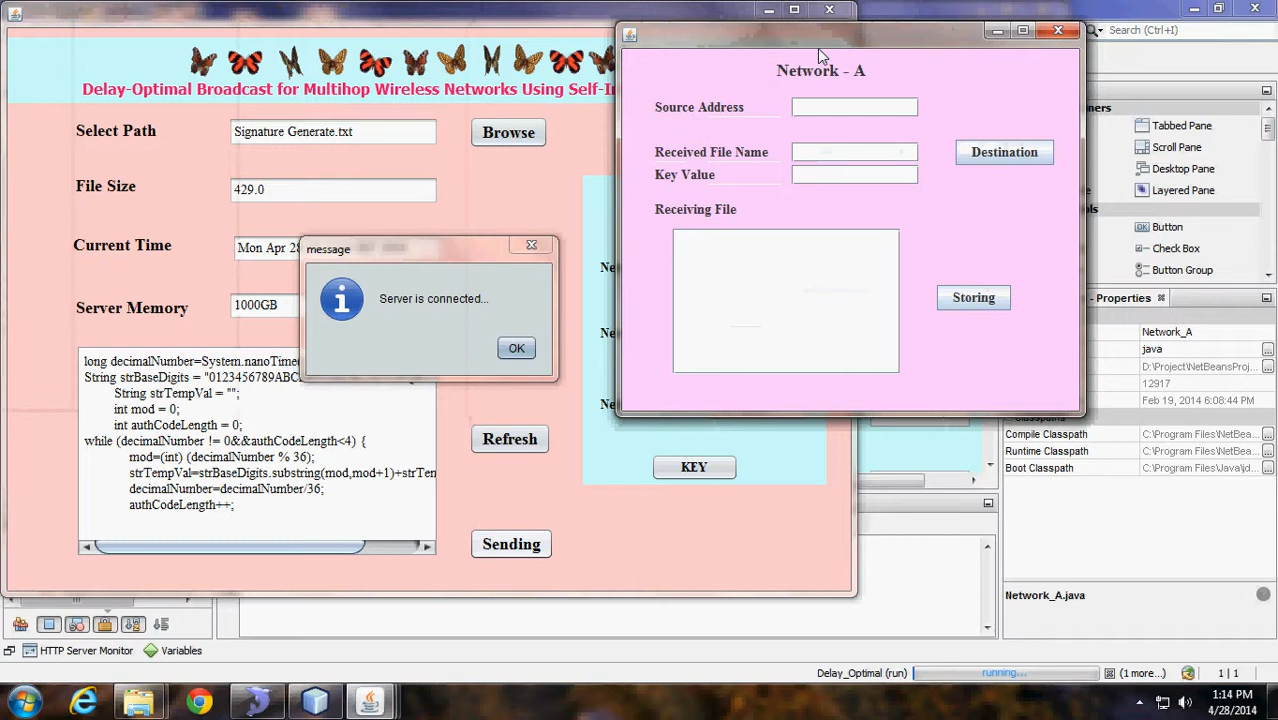 Delay-Optimal Broadcast for Multihop Wireless Networks Using Self-In
Select Path
Signature Generate.txt
Browse
File Size
429.0
Current Time
Mon Apr 28
Server Memory
1000GB
long decimalNumber=System.nanoTime
String strBaseDigits = "0123456789ABC
String strTempVal = "";
int mod = 0;
int authCodeLength = 0;
while (decimalNumber != 0&&authCodeLength<4) {
mod=(int) (decimalNumber % 36);
strTempVal=strBaseDigits.substring(mod,mod+1)+strTem
decimalNumber=decimalNumber/36;
authCodeLength++;
Refresh
Sending
Ne
Ne
Ne
KEY
message
Server is connected...
OK
Network - A
Source Address
Received File Name
Destination
Key Value
Receiving File
Storing
Search (Ctrl+I)
ners
Tabbed Pane
Scroll Pane
Desktop Pane
Layered Pane
ols
Button
Check Box
Button Group
- Properties
Network_A
java
D:\Project\NetBeansProj...
12917
Feb 19, 2014 6:08:44 PM
Classpaths
Compile Classpath
C:\Program Files\NetBea
Runtime Classpath
C:\Program Files\NetBea
Boot Classpath
C:\Program Files\Java\jd
Network_A.java
HTTP Server Monitor
Variables
Delay_Optimal (run)
running...
(1 more...)
1 | 1
1:14 PM
4/28/2014